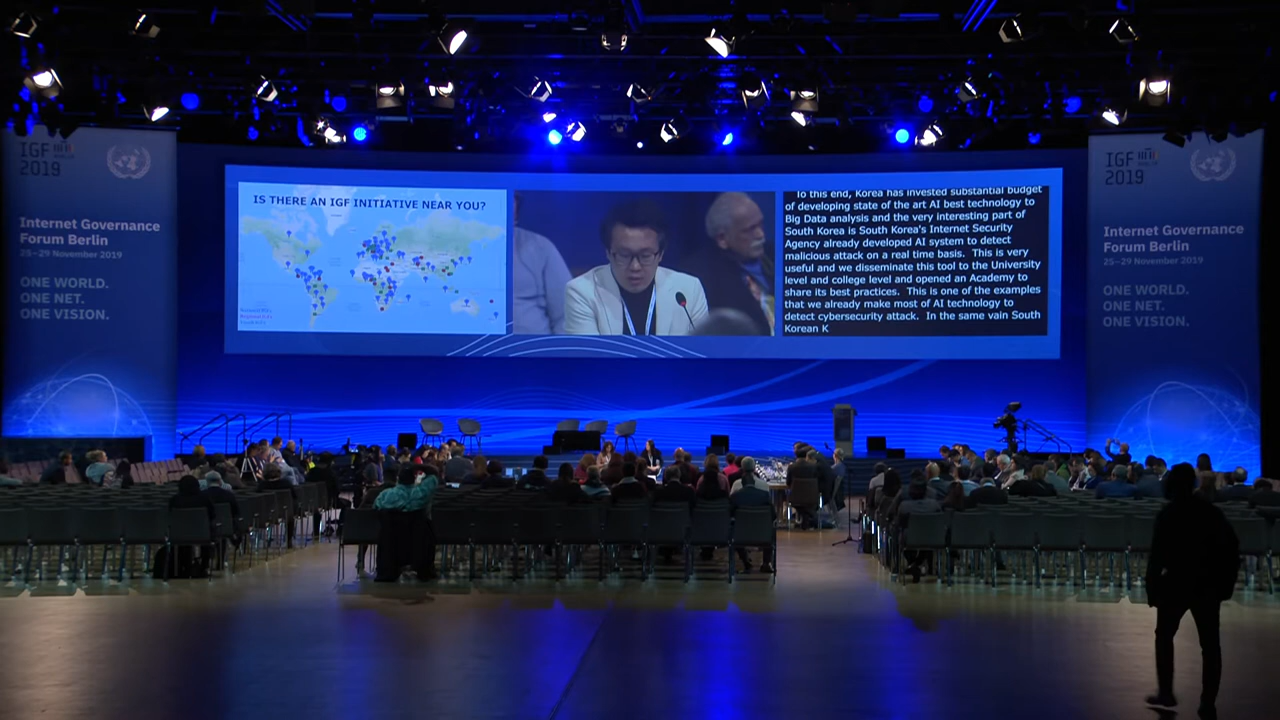 IGF
2019
Internet Governance
Forum Berlin
25–29 November 2019
ONE WORLD.
ONE NET.
ONE VISION.
IS THERE AN IGF INITIATIVE NEAR YOU?
To this end, Korea has invested substantial budget
of developing state of the art AI best technology to
Big Data analysis and the very interesting part of
South Korea is South Korea's Internet Security
Agency already developed AI system to detect
malicious attack on a real time basis.  This is very
useful and we disseminate this tool to the University
level and college level and opened an Academy to
share its best practices.  This is one of the examples
that we already make most of AI technology to
detect cybersecurity attack.  In the same vain South
Korean K
IGF
2019
Internet Governance
Forum Berlin
25–29 November 2019
ONE WORLD.
ONE NET.
ONE VISION.